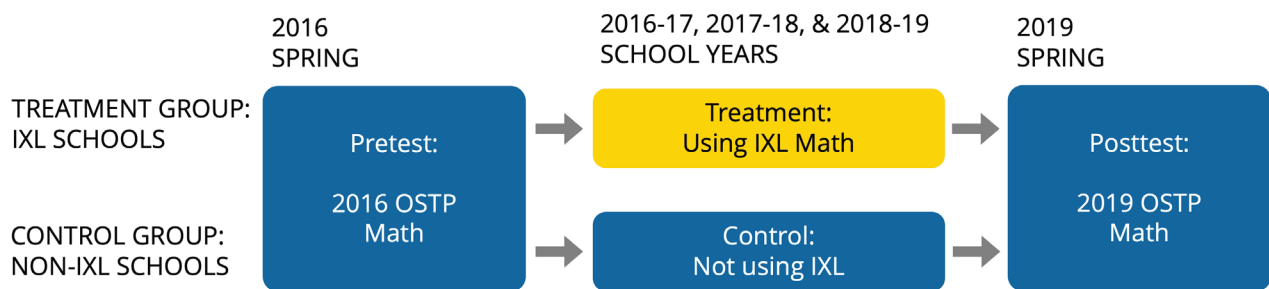 2016
SPRING
2016-17, 2017-18, & 2018-19
SCHOOL YEARS
2019
SPRING
TREATMENT GROUP:
IXL SCHOOLS
Pretest:
2016 OSTP
Math
Treatment:
Using IXL Math
Posttest:
2019 OSTP
Math
CONTROL GROUP:
NON-IXL SCHOOLS
Control:
Not using IXL